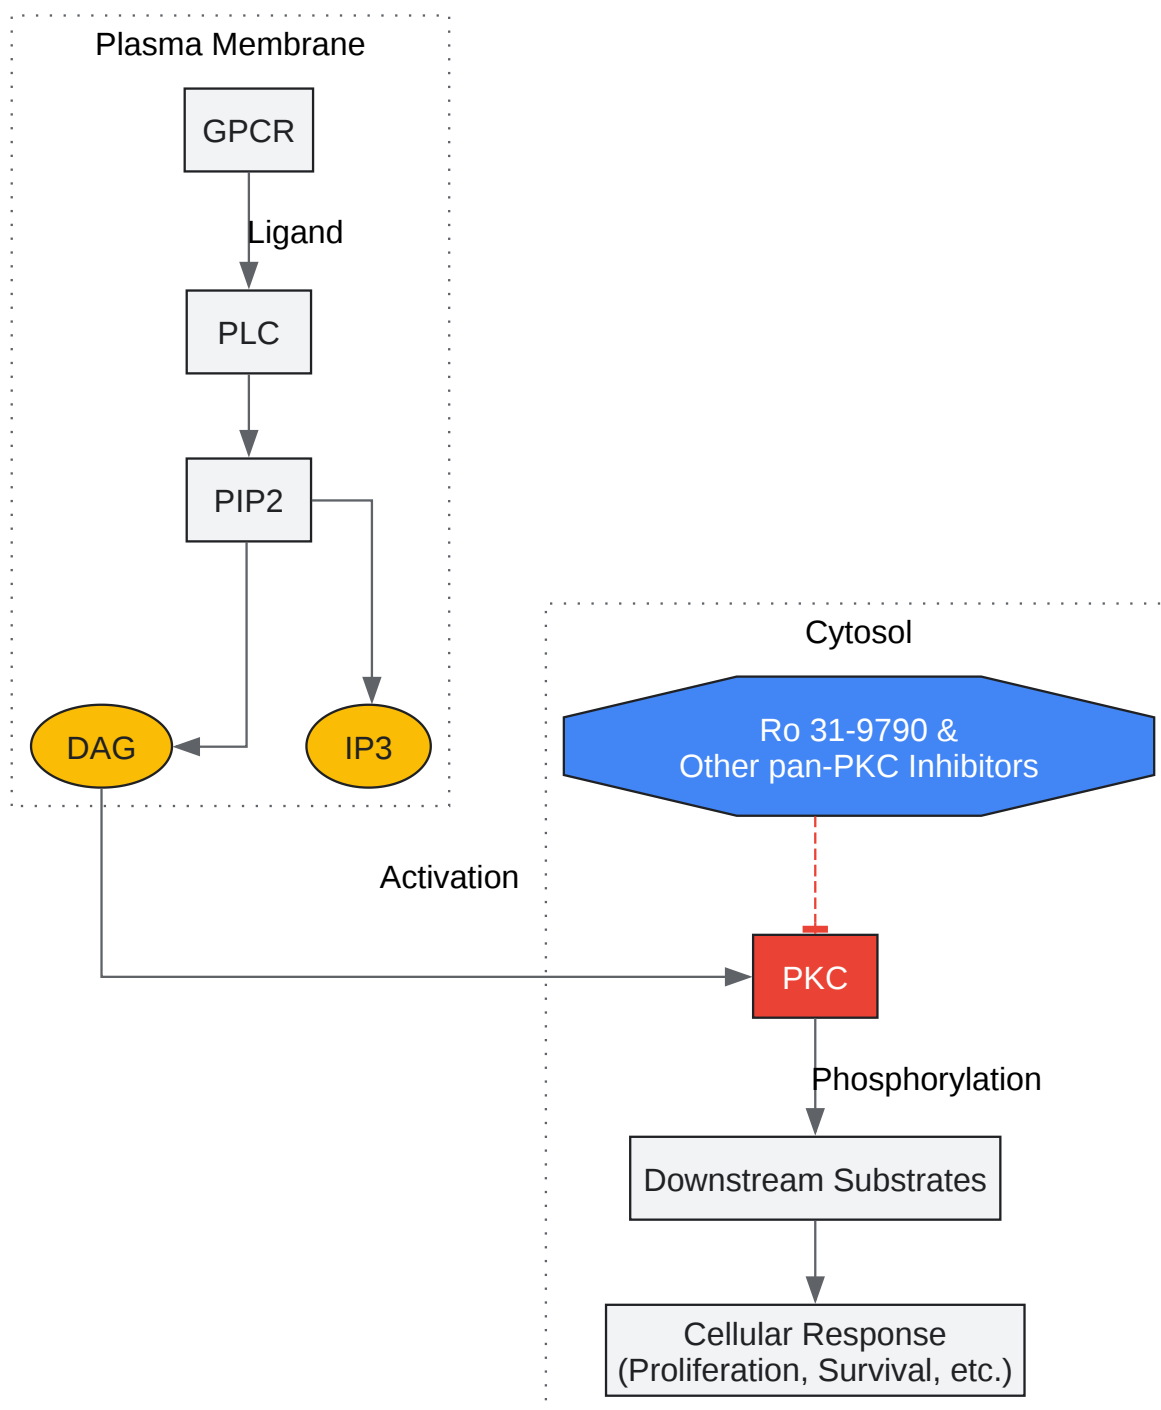 Plasma Membrane
GPCR
Ligand
PLC
PIP2
DAG
IP3
Cytosol
Ro 31-9790 &
Other pan-PKC Inhibitors
Activation
PKC
Phosphorylation
Downstream Substrates
Cellular Response
(Proliferation, Survival, etc.)